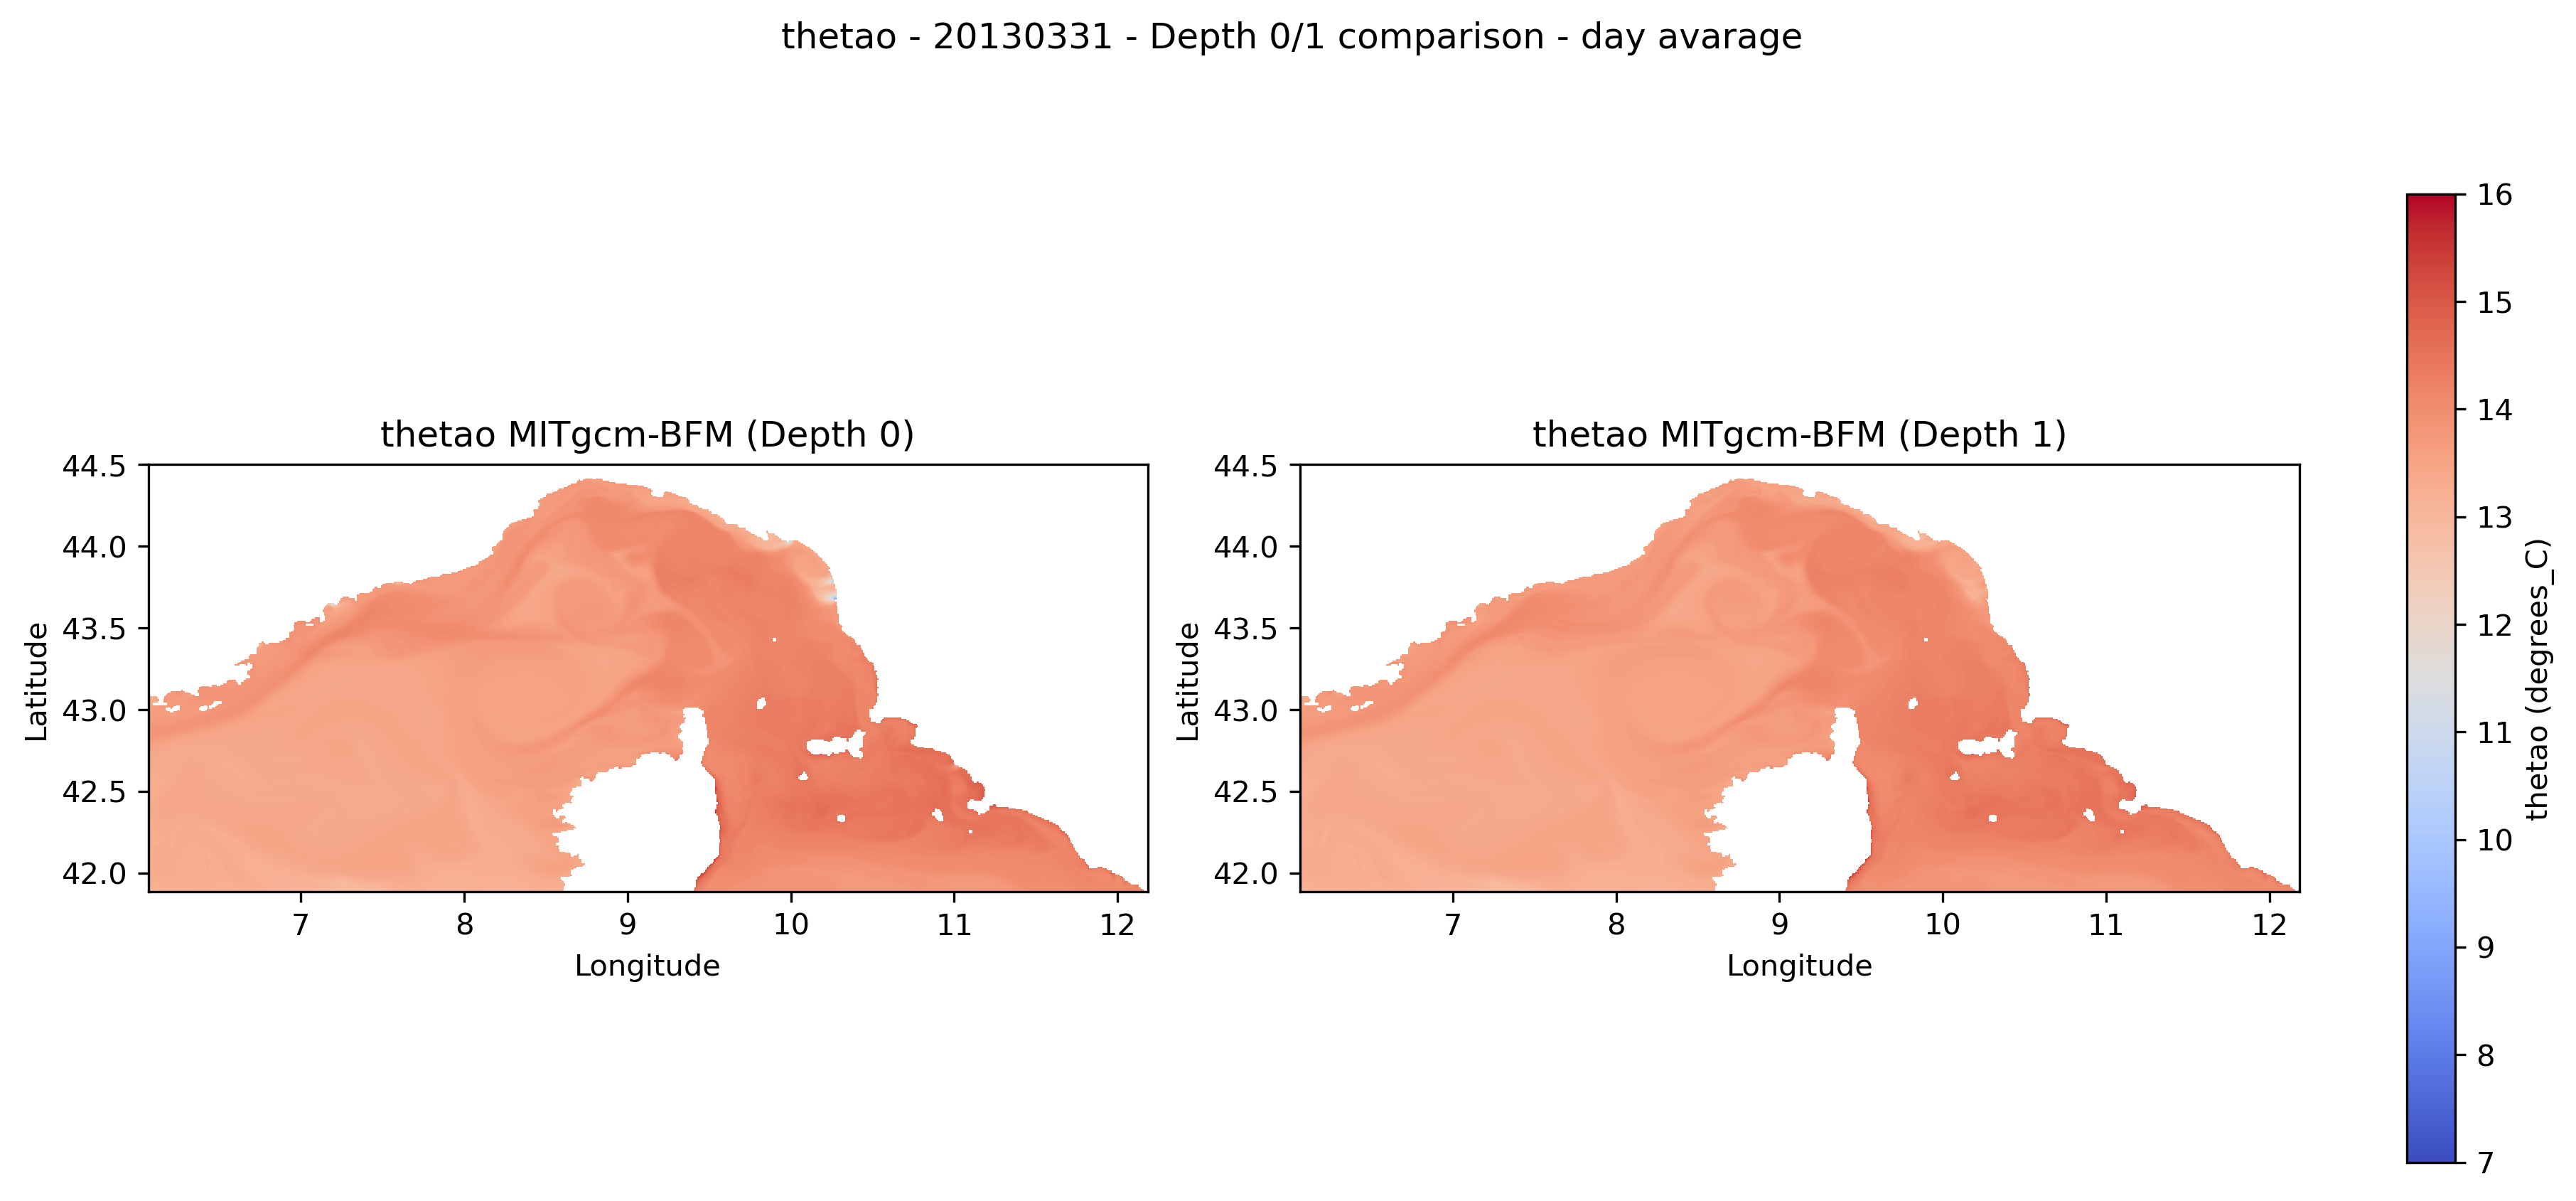 thetao - 20130331 - Depth 0/1 comparison - day avarage
thetao MITgcm-BFM (Depth 0)
44.5
44.0
43.5
43.0
42.5
42.0
Latitude
7 8 9 10 11 12
Longitude
thetao MITgcm-BFM (Depth 1)
44.5
44.0
43.5
43.0
42.5
42.0
Latitude
7 8 9 10 11 12
Longitude
16
15
14
13
12
11
10
9
8
7
thetao (degrees_C)